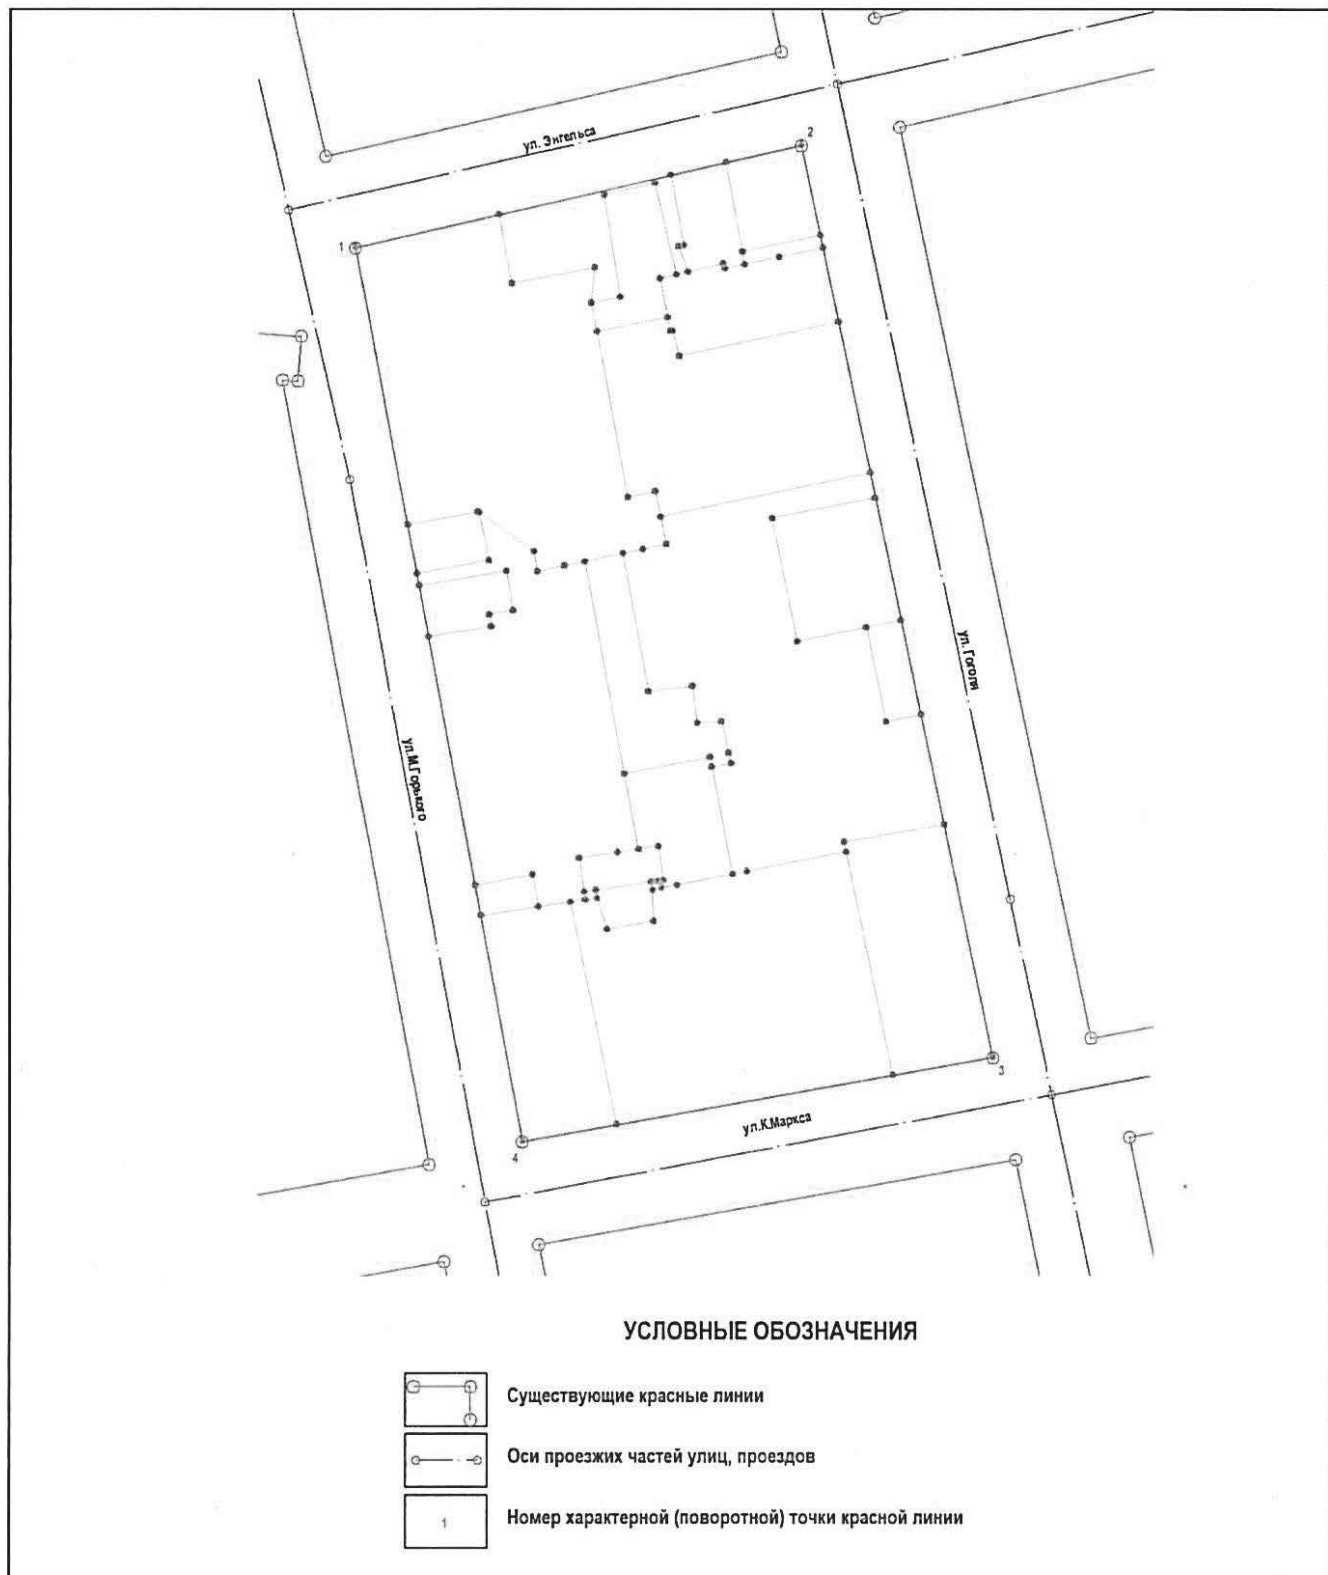 2
ул. Энгельса
1
ул. Гоголя
ул.М.Горького
3
ул.К.Маркса
4
УСЛОВНЫЕ ОБОЗНАЧЕНИЯ
Существующие красные линии
Оси проезжих частей улиц, проездов
1
Номер характерной (поворотной) точки красной линии